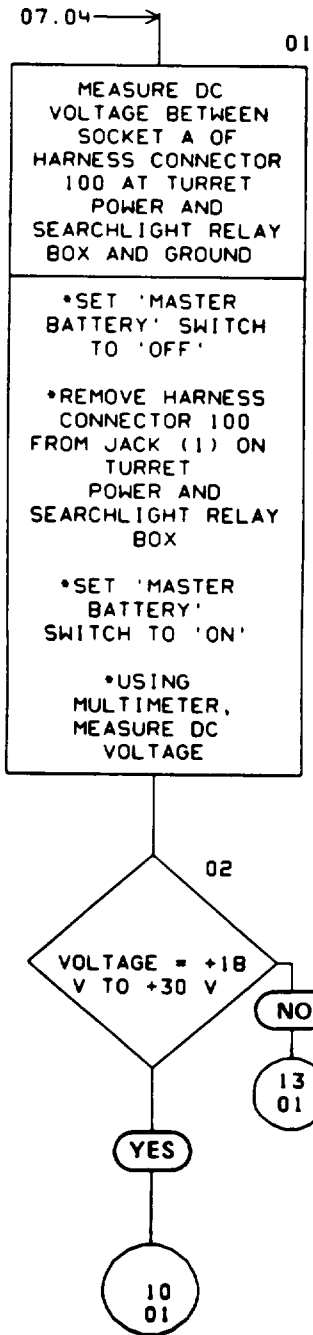 07.04
01
MEASURE DC
VOLTAGE BETWEEN
SOCKET A OF
HARNESS CONNECTOR
100 AT TURRET
POWER AND
SEARCHLIGHT RELAY
BOX AND GROUND
•SET 'MASTER
BATTERY' SWITCH
TO 'OFF'
•REMOVE HARNESS
CONNECTOR 100
FROM JACK (1) ON
TURRET
POWER AND
SEARCHLIGHT RELAY
BOX
•SET 'MASTER
BATTERY'
SWITCH TO 'ON'
•USING
MULTIMETER,
MEASURE DC
VOLTAGE
02
VOLTAGE = +18
V TO +30 V
NO
13
01
YES
10
01